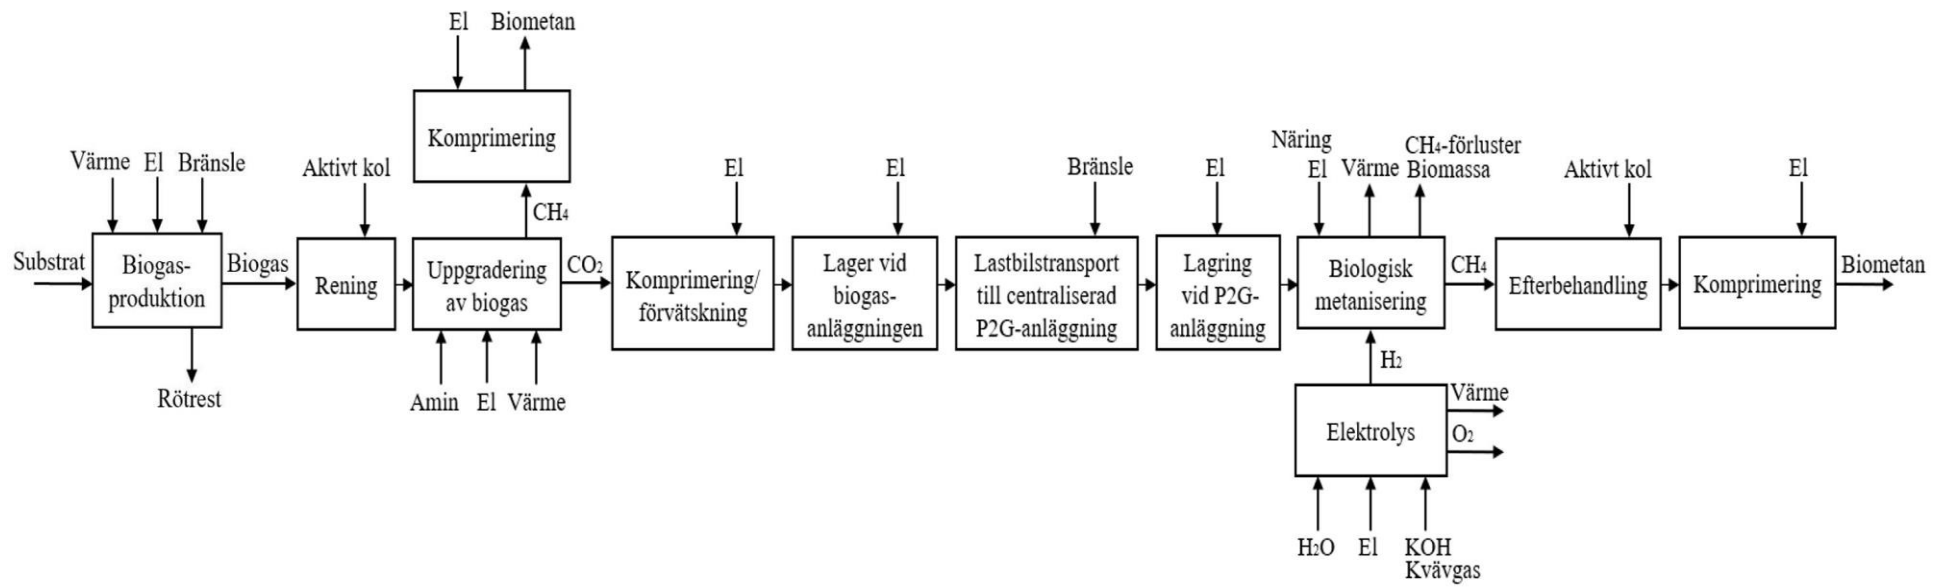 El Biometan
Komprimering
Värme El Bränsle
Aktivt kol
CH₄
El
El
Bränsle
El
Näring
El
Värme
CH₄-förluster
Biomassa
Aktivt kol
El
Substrat
Biogas-
produktion
Biogas
Rening
Uppgradering
av biogas
CO₂
Komprimering/
förvätskning
Lager vid
biogas-
anläggningen
Lastbilstransport
till centraliserad
P2G-anläggning
Lagring
vid P2G-
anläggning
Biologisk
metanisering
CH₄
Efterbehandling
Komprimering
Biometan
Rötrest
Amin El Värme
H₂
Elektrolys
Värme
O₂
H₂O El KOH
Kvävgas